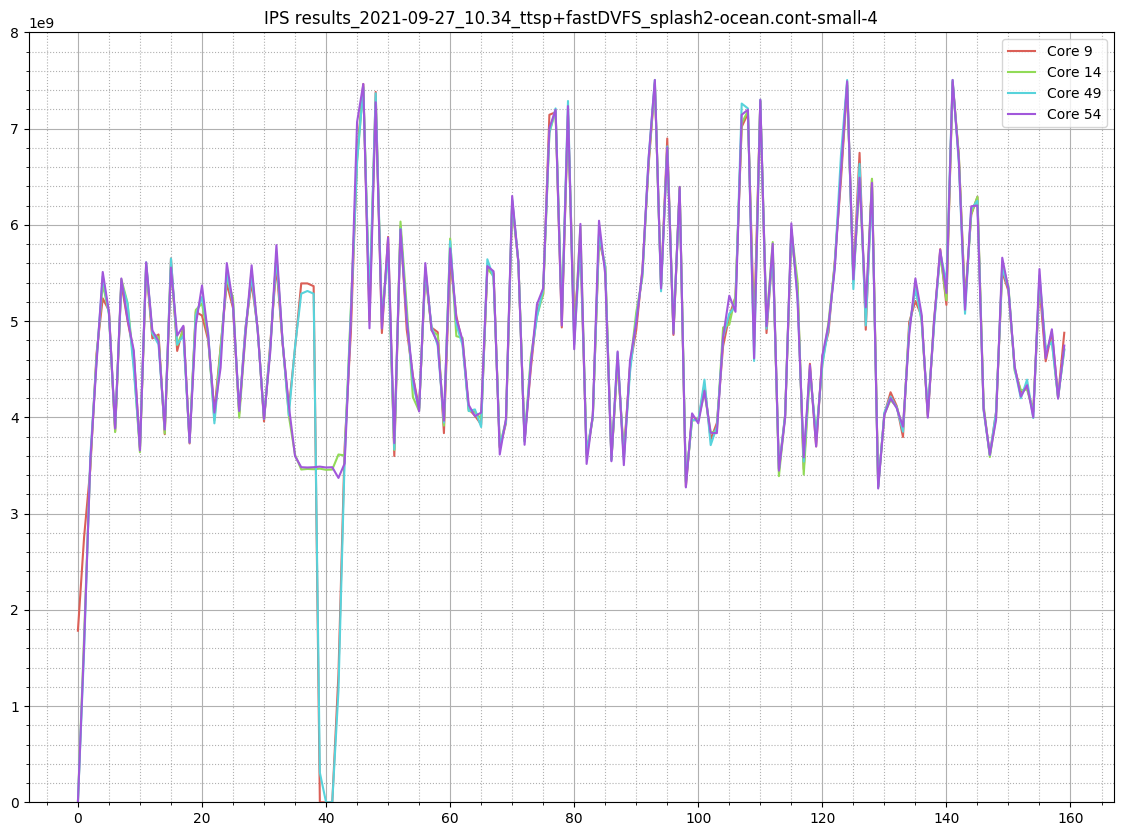 IPS results_2021-09-27_10.34_ttsp+fastDVFS_splash2-ocean.cont-small-4
1e9
Core 9
Core 14
Core 49
Core 54
8
7
6
5
4
3
2
1
0
0 20 40 60 80 100 120 140 160